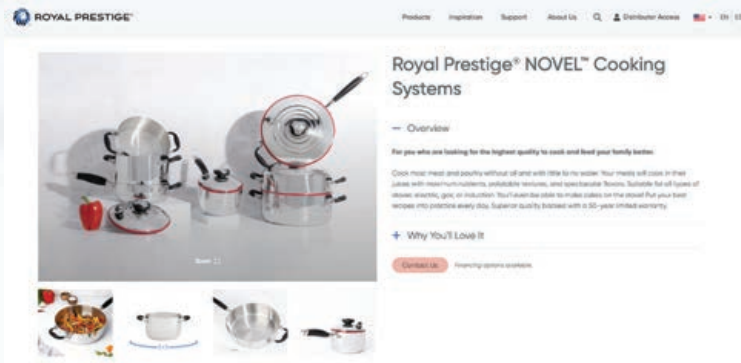 ROYAL PRESTIGE®
Products Inspiration Support About Us Distributor Access EN ES
Royal Prestige® NOVEL™ Cooking
Systems
— Overview
For you who are looking for the highest quality to cook and feed your family better.
Cook most meat and poultry without oil and with little to no water. Your meals will cook in their
juices with maximum nutrients, palatable textures, and spectacular flavors. Suitable for all types of
stoves: electric, gas, or induction. You'll even be able to make cakes on the stove! Put your best
recipes into practice every day. Superior quality backed with a 50-year limited warranty.
+ Why You'll Love It
Contact Us Financing options available.